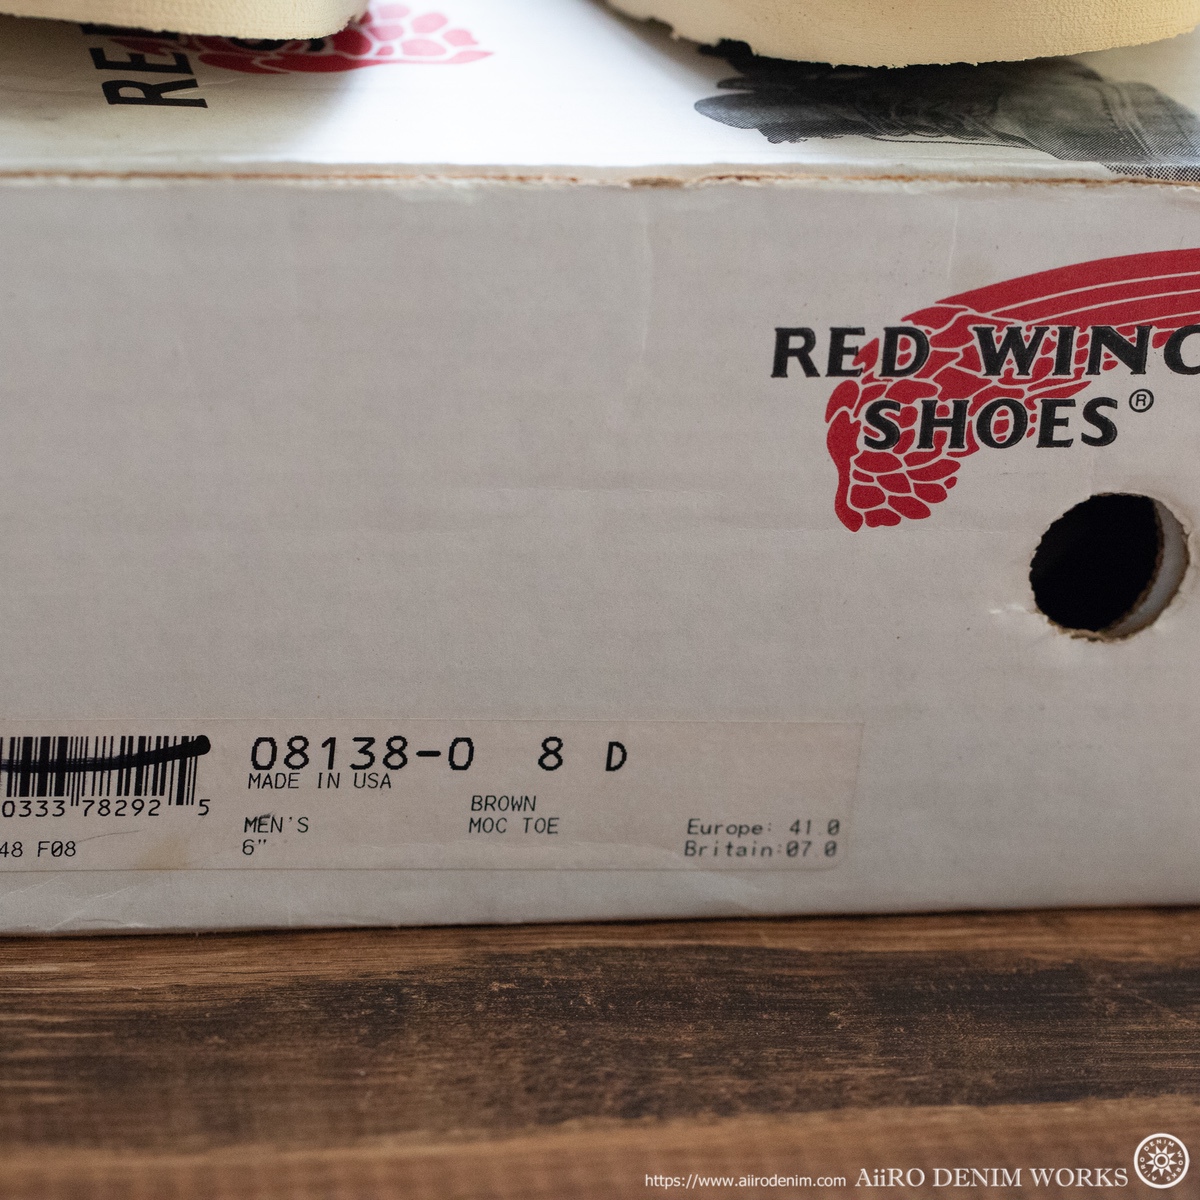 RED
RED WING
SHOES®
08138-0 8 D
MADE IN USA
BROWN
MEN'S MOC TOE
6"
Europe: 41.0
Britain:07.0
0333 78292 5
48 F08
https://www.aiirodenim.com AiiRO DENIM WORKS